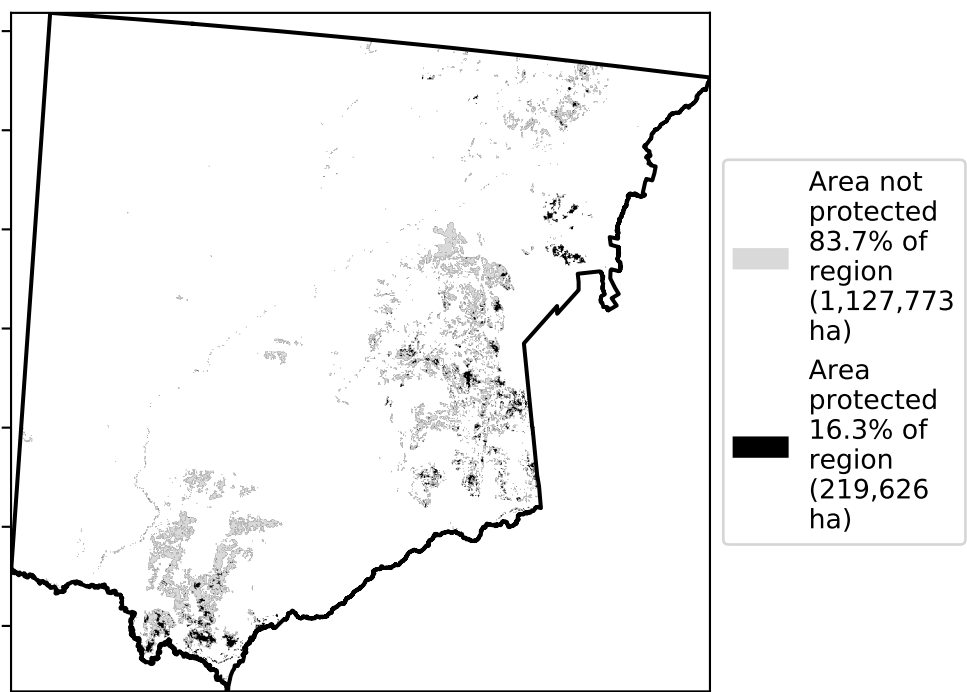 Area not
protected
83.7% of
region
(1,127,773
ha)
Area
protected
16.3% of
region
(219,626
ha)